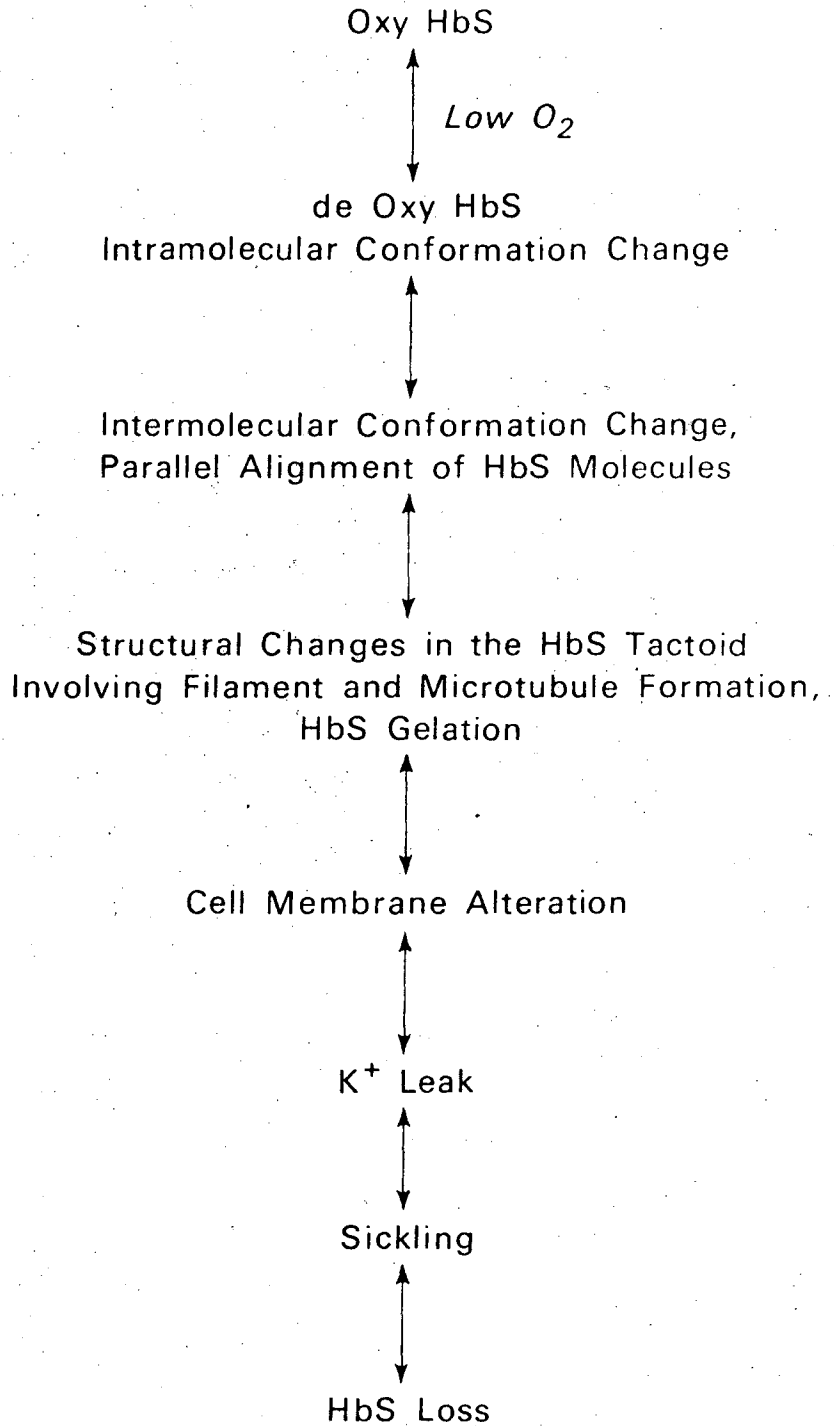 Oxy HbS
Low O2
de Oxy HbS
Intramolecular Conformation Change
Intermolecular Conformation Change,
Parallel Alignment of HbS Molecules
Structural Changes in the HbS Tactoid
Involving Filament and Microtubule Formation,
HbS Gelation
Cell Membrane Alteration
K+ Leak
Sickling
HbS Loss